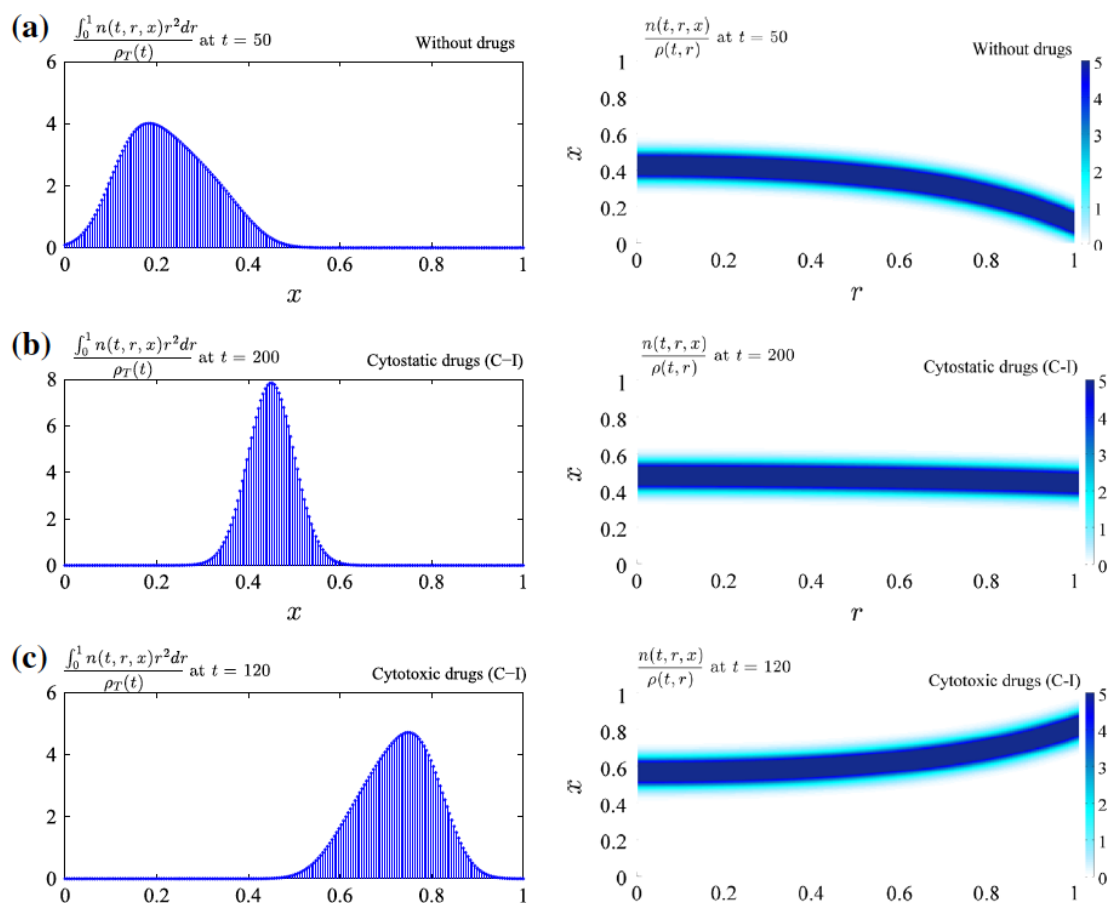 (a)
∫₀¹ n(t, r, x)r²dr / ρ_T(t) at t = 50
Without drugs
6
4
2
0
0 0.2 0.4 0.6 0.8 1
x
n(t, r, x) / ρ(t, r) at t = 50
Without drugs
1
0.8
0.6
0.4
0.2
0
x
0 0.2 0.4 0.6 0.8 1
r
5
4
3
2
1
0
(b)
∫₀¹ n(t, r, x)r²dr / ρ_T(t) at t = 200
Cytostatic drugs (C–I)
8
6
4
2
0
0 0.2 0.4 0.6 0.8 1
x
n(t, r, x) / ρ(t, r) at t = 200
Cytostatic drugs (C-I)
1
0.8
0.6
0.4
0.2
0
x
0 0.2 0.4 0.6 0.8 1
r
5
4
3
2
1
0
(c)
∫₀¹ n(t, r, x)r²dr / ρ_T(t) at t = 120
Cytotoxic drugs (C–I)
6
4
2
0
0 0.2 0.4 0.6 0.8 1
n(t, r, x) / ρ(t, r) at t = 120
Cytotoxic drugs (C-I)
1
0.8
0.6
0.4
0.2
0
x
0 0.2 0.4 0.6 0.8 1
5
4
3
2
1
0